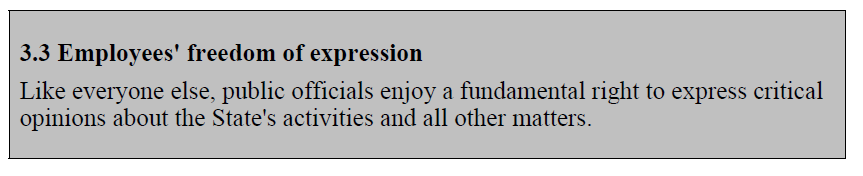 3.3 Employees' freedom of expression
Like everyone else, public officials enjoy a fundamental right to express critical
opinions about the State's activities and all other matters.